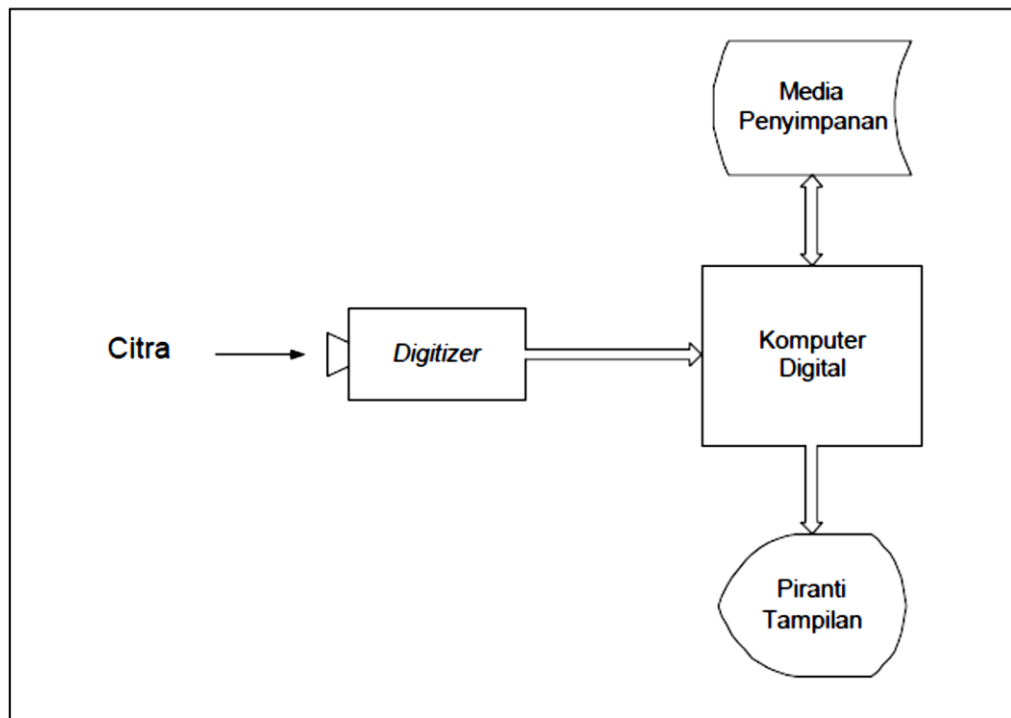 Media
Penyimpanan
Citra
Digitizer
Komputer
Digital
Piranti
Tampilan